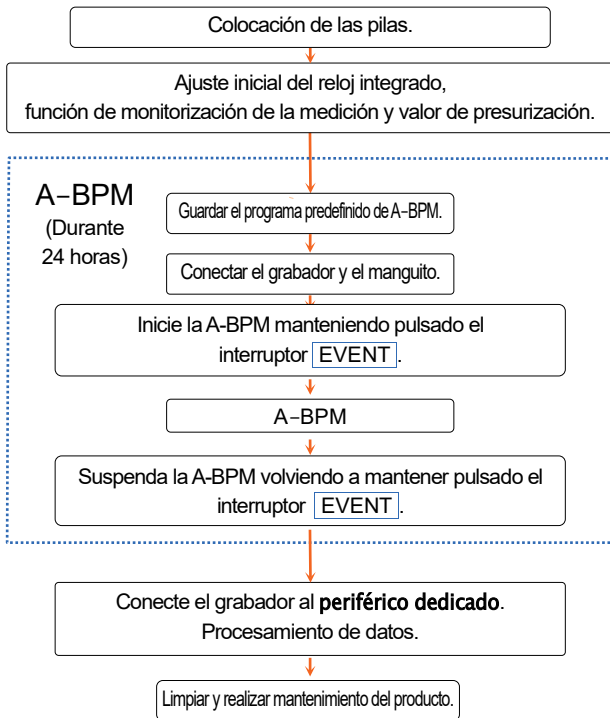 Colocación de las pilas.
Ajuste inicial del reloj integrado,
función de monitorización de la medición y valor de presurización.
A–BPM
(Durante
24 horas)
Guardar el programa predefinido de A–BPM.
Conectar el grabador y el manguito.
Inicie la A-BPM manteniendo pulsado el
interruptor EVENT.
A–BPM
Suspenda la A-BPM volviendo a mantener pulsado el
interruptor EVENT.
Conecte el grabador al periférico dedicado.
Procesamiento de datos.
Limpiar y realizar mantenimiento del producto.